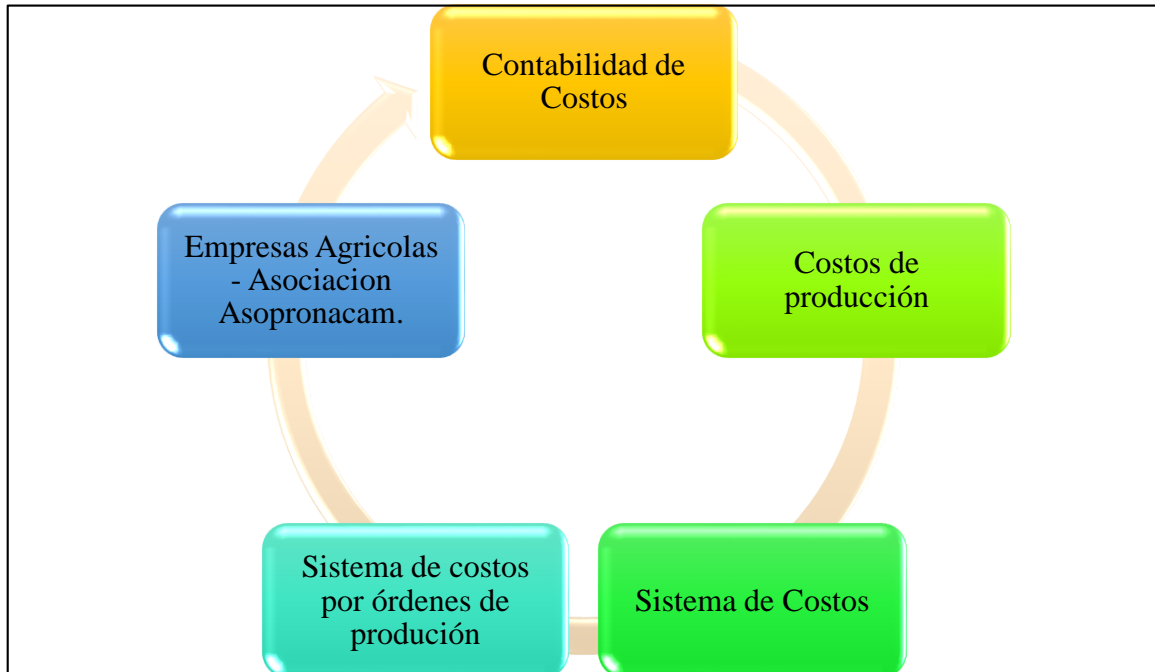 Contabilidad de
Costos
Costos de
producción
Sistema de Costos
Sistema de costos
por órdenes de
produción
Empresas Agricolas
- Asociacion
Asopronacam.